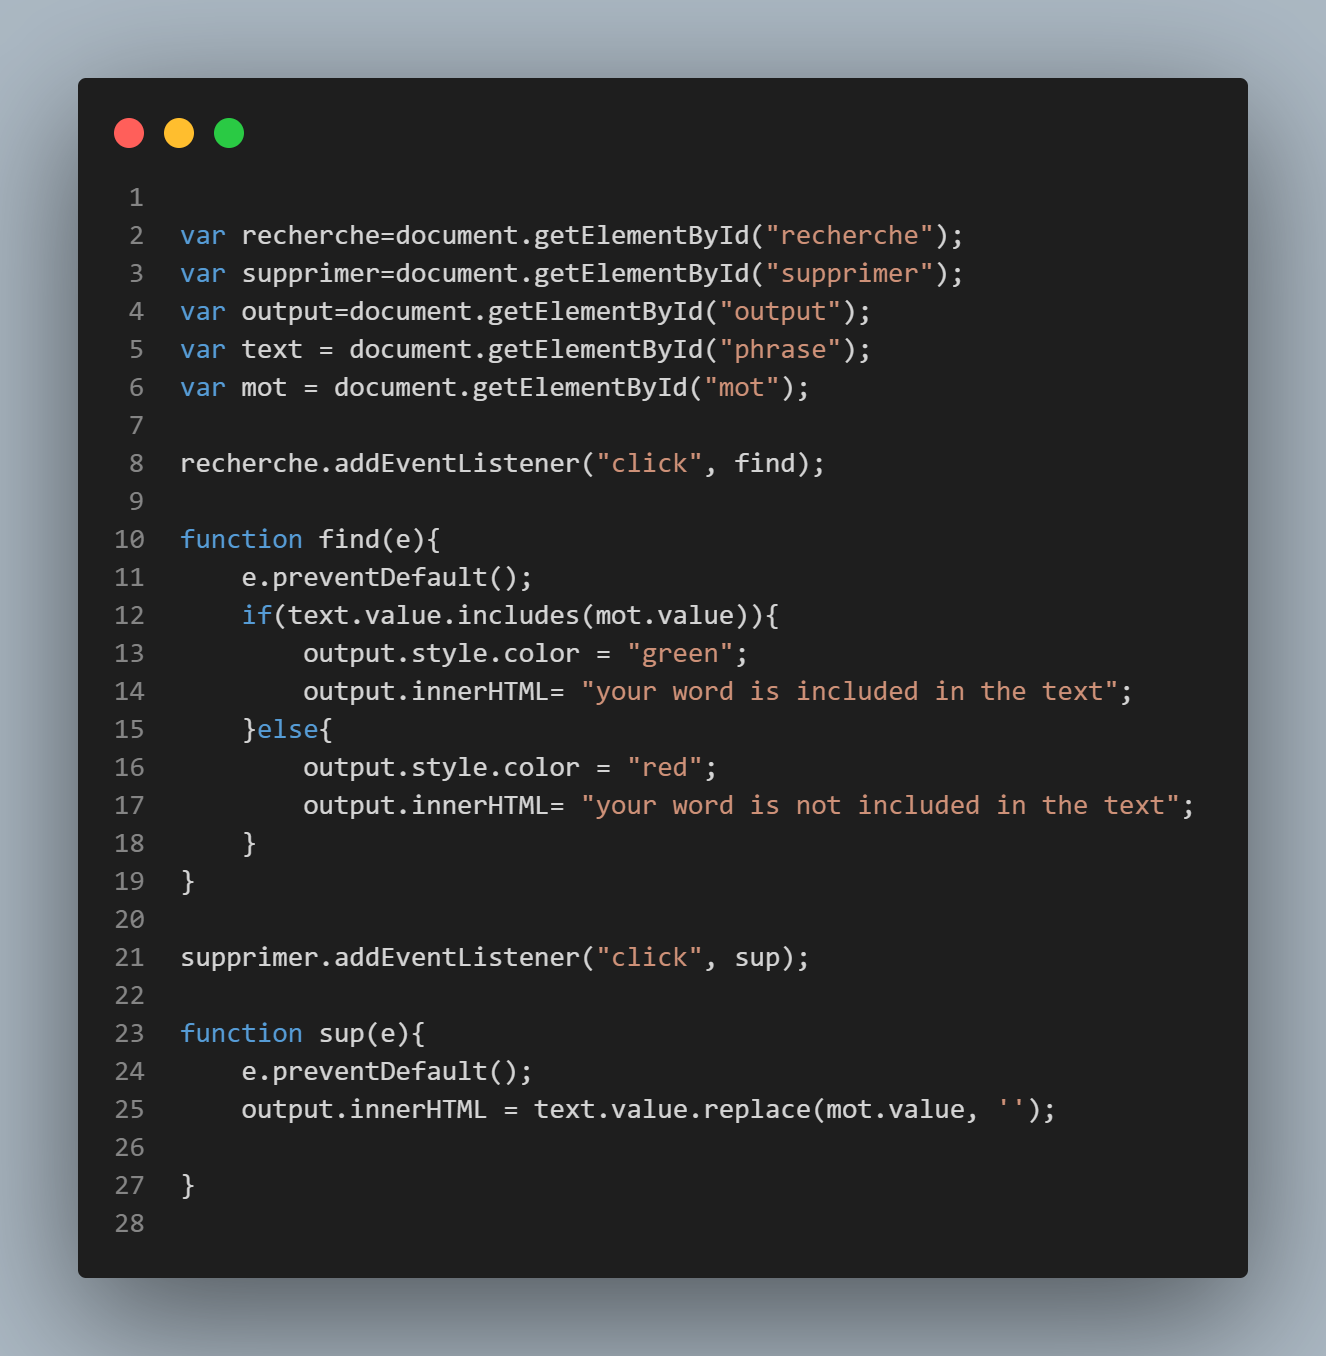 1
2 var recherche=document.getElementById("recherche");
3 var supprimer=document.getElementById("supprimer");
4 var output=document.getElementById("output");
5 var text = document.getElementById("phrase");
6 var mot = document.getElementById("mot");
7
8 recherche.addEventListener("click", find);
9
10 function find(e){
11     e.preventDefault();
12     if(text.value.includes(mot.value)){
13         output.style.color = "green";
14         output.innerHTML= "your word is included in the text";
15     }else{
16         output.style.color = "red";
17         output.innerHTML= "your word is not included in the text";
18     }
19 }
20
21 supprimer.addEventListener("click", sup);
22
23 function sup(e){
24     e.preventDefault();
25     output.innerHTML = text.value.replace(mot.value, '');
26
27 }
28